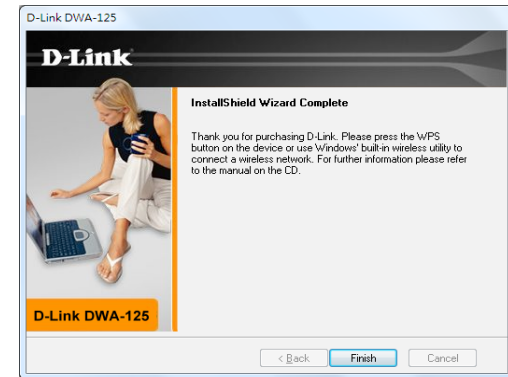 D-Link DWA-125
D-Link
InstallShield Wizard Complete
Thank you for purchasing D-Link. Please press the WPS
button on the device or use Windows' built-in wireless utility to
connect a wireless network. For further information please refer
to the manual on the CD.
D-Link DWA-125
< Back Finish Cancel